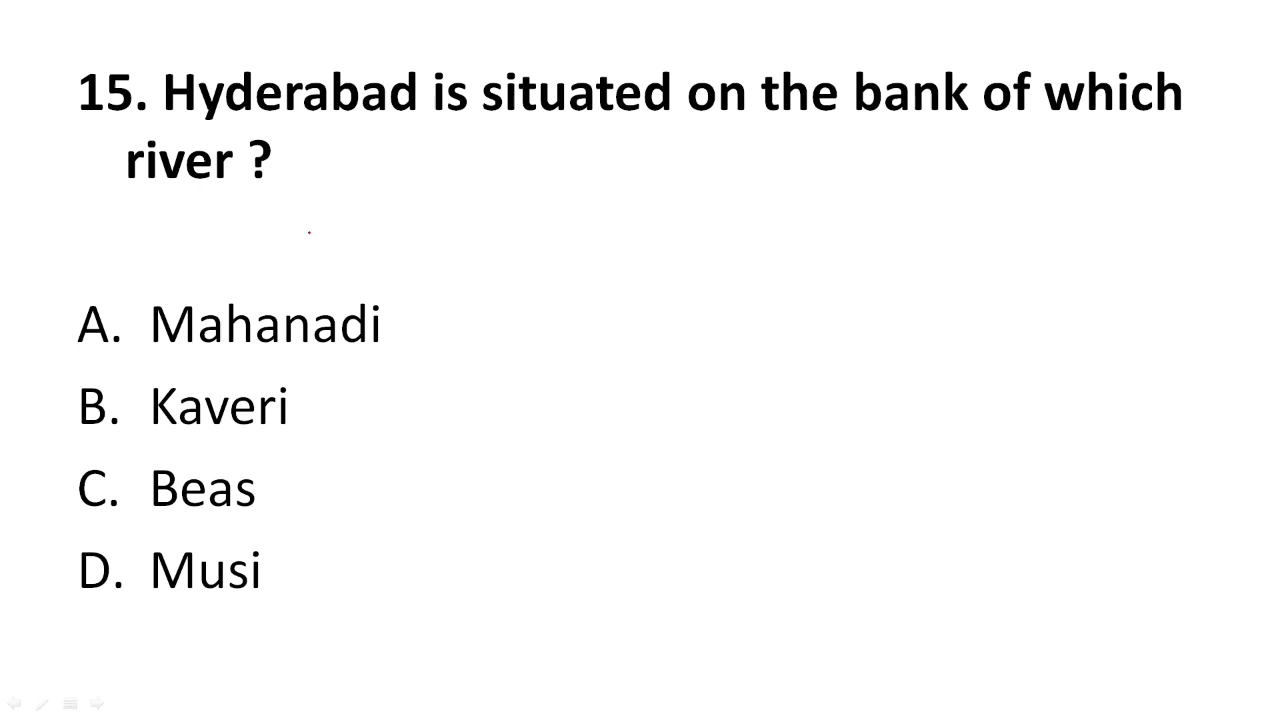 15. Hyderabad is situated on the bank of which
river ?
A. Mahanadi
B. Kaveri
C. Beas
D. Musi